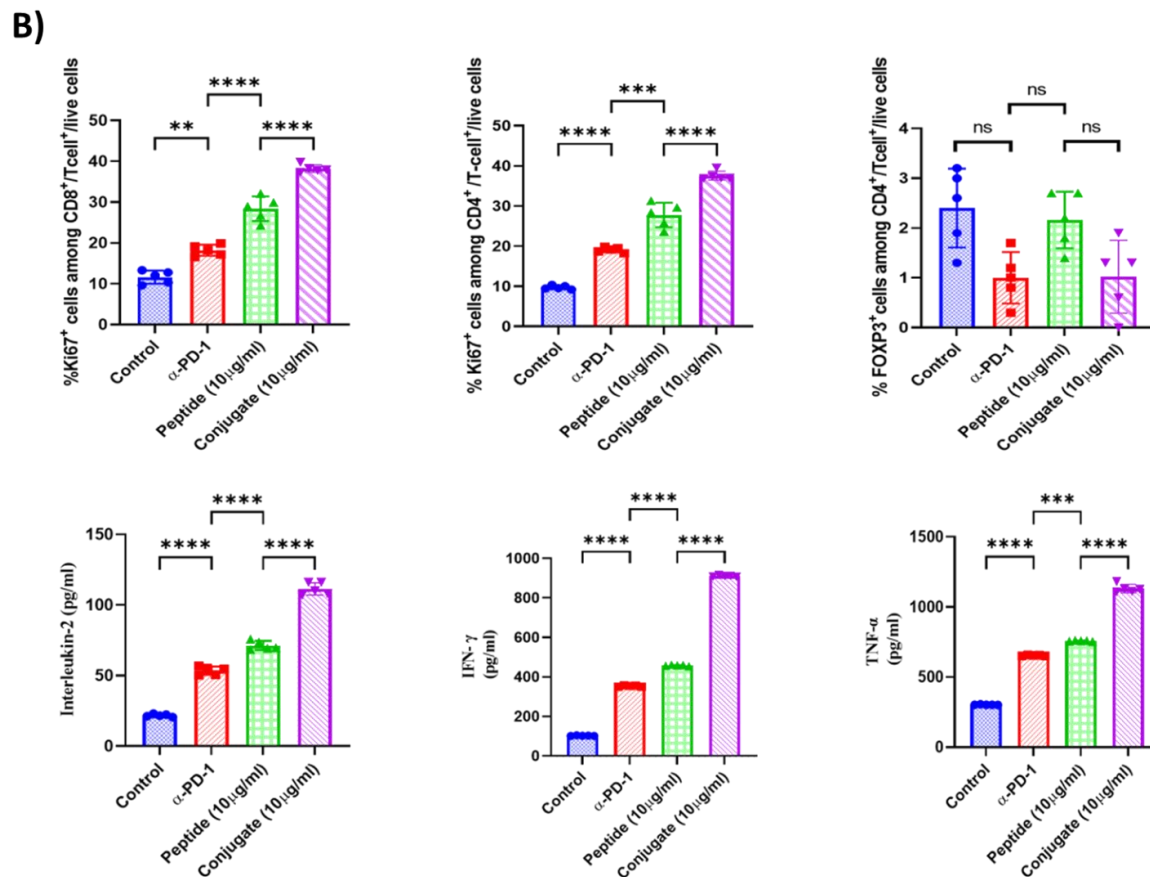 B)
%Ki67⁺ cells among CD8⁺/Tcell⁺/live cells
50
40
30
20
10
0
**
****
****
Control
α-PD-1
Peptide (10μg/ml)
Conjugate (10μg/ml)
% Ki67⁺ cells among CD4⁺/T-cell⁺/live cells
50
40
30
20
10
0
****
***
****
Control
α-PD-1
Peptide (10μg/ml)
Conjugate (10μg/ml)
% FOXP3⁺cells among CD4⁺/Tcell⁺/live cells
4
3
2
1
0
ns
ns
ns
Control
α-PD-1
Peptide (10μg/ml)
Conjugate (10μg/ml)
Interleukin-2 (pg/ml)
150
100
50
0
****
****
****
Control
α-PD-1
Peptide (10μg/ml)
Conjugate (10μg/ml)
IFN- γ
(pg/ml)
1000
800
600
400
200
0
****
****
****
Control
α-PD-1
Peptide (10μg/ml)
Conjugate (10μg/ml)
TNF-α
(pg/ml)
1500
1000
500
0
****
***
****
Control
α-PD-1
Peptide (10μg/ml)
Conjugate (10μg/ml)